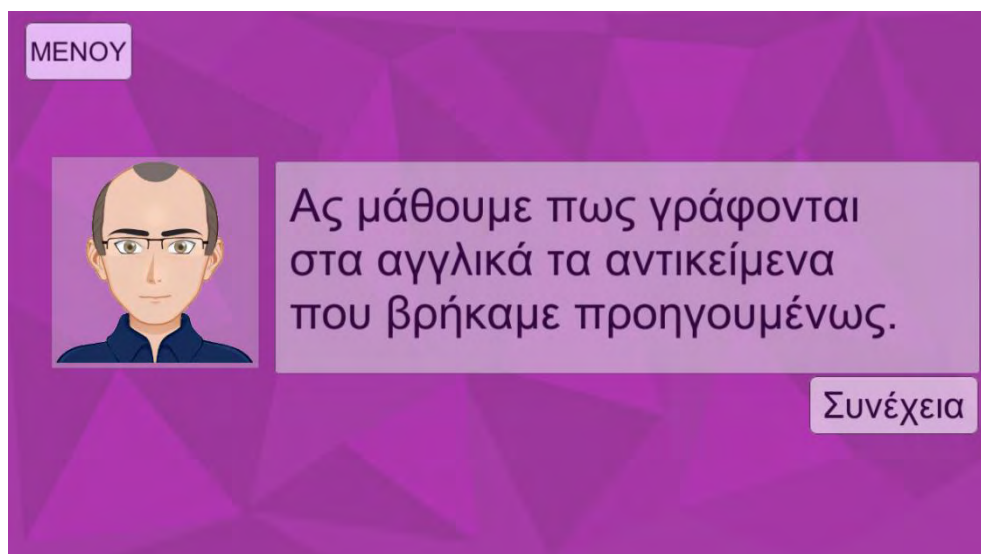 ΜΕΝΟΥ
Ας μάθουμε πως γράφονται
στα αγγλικά τα αντικείμενα
που βρήκαμε προηγουμένως.
Συνέχεια